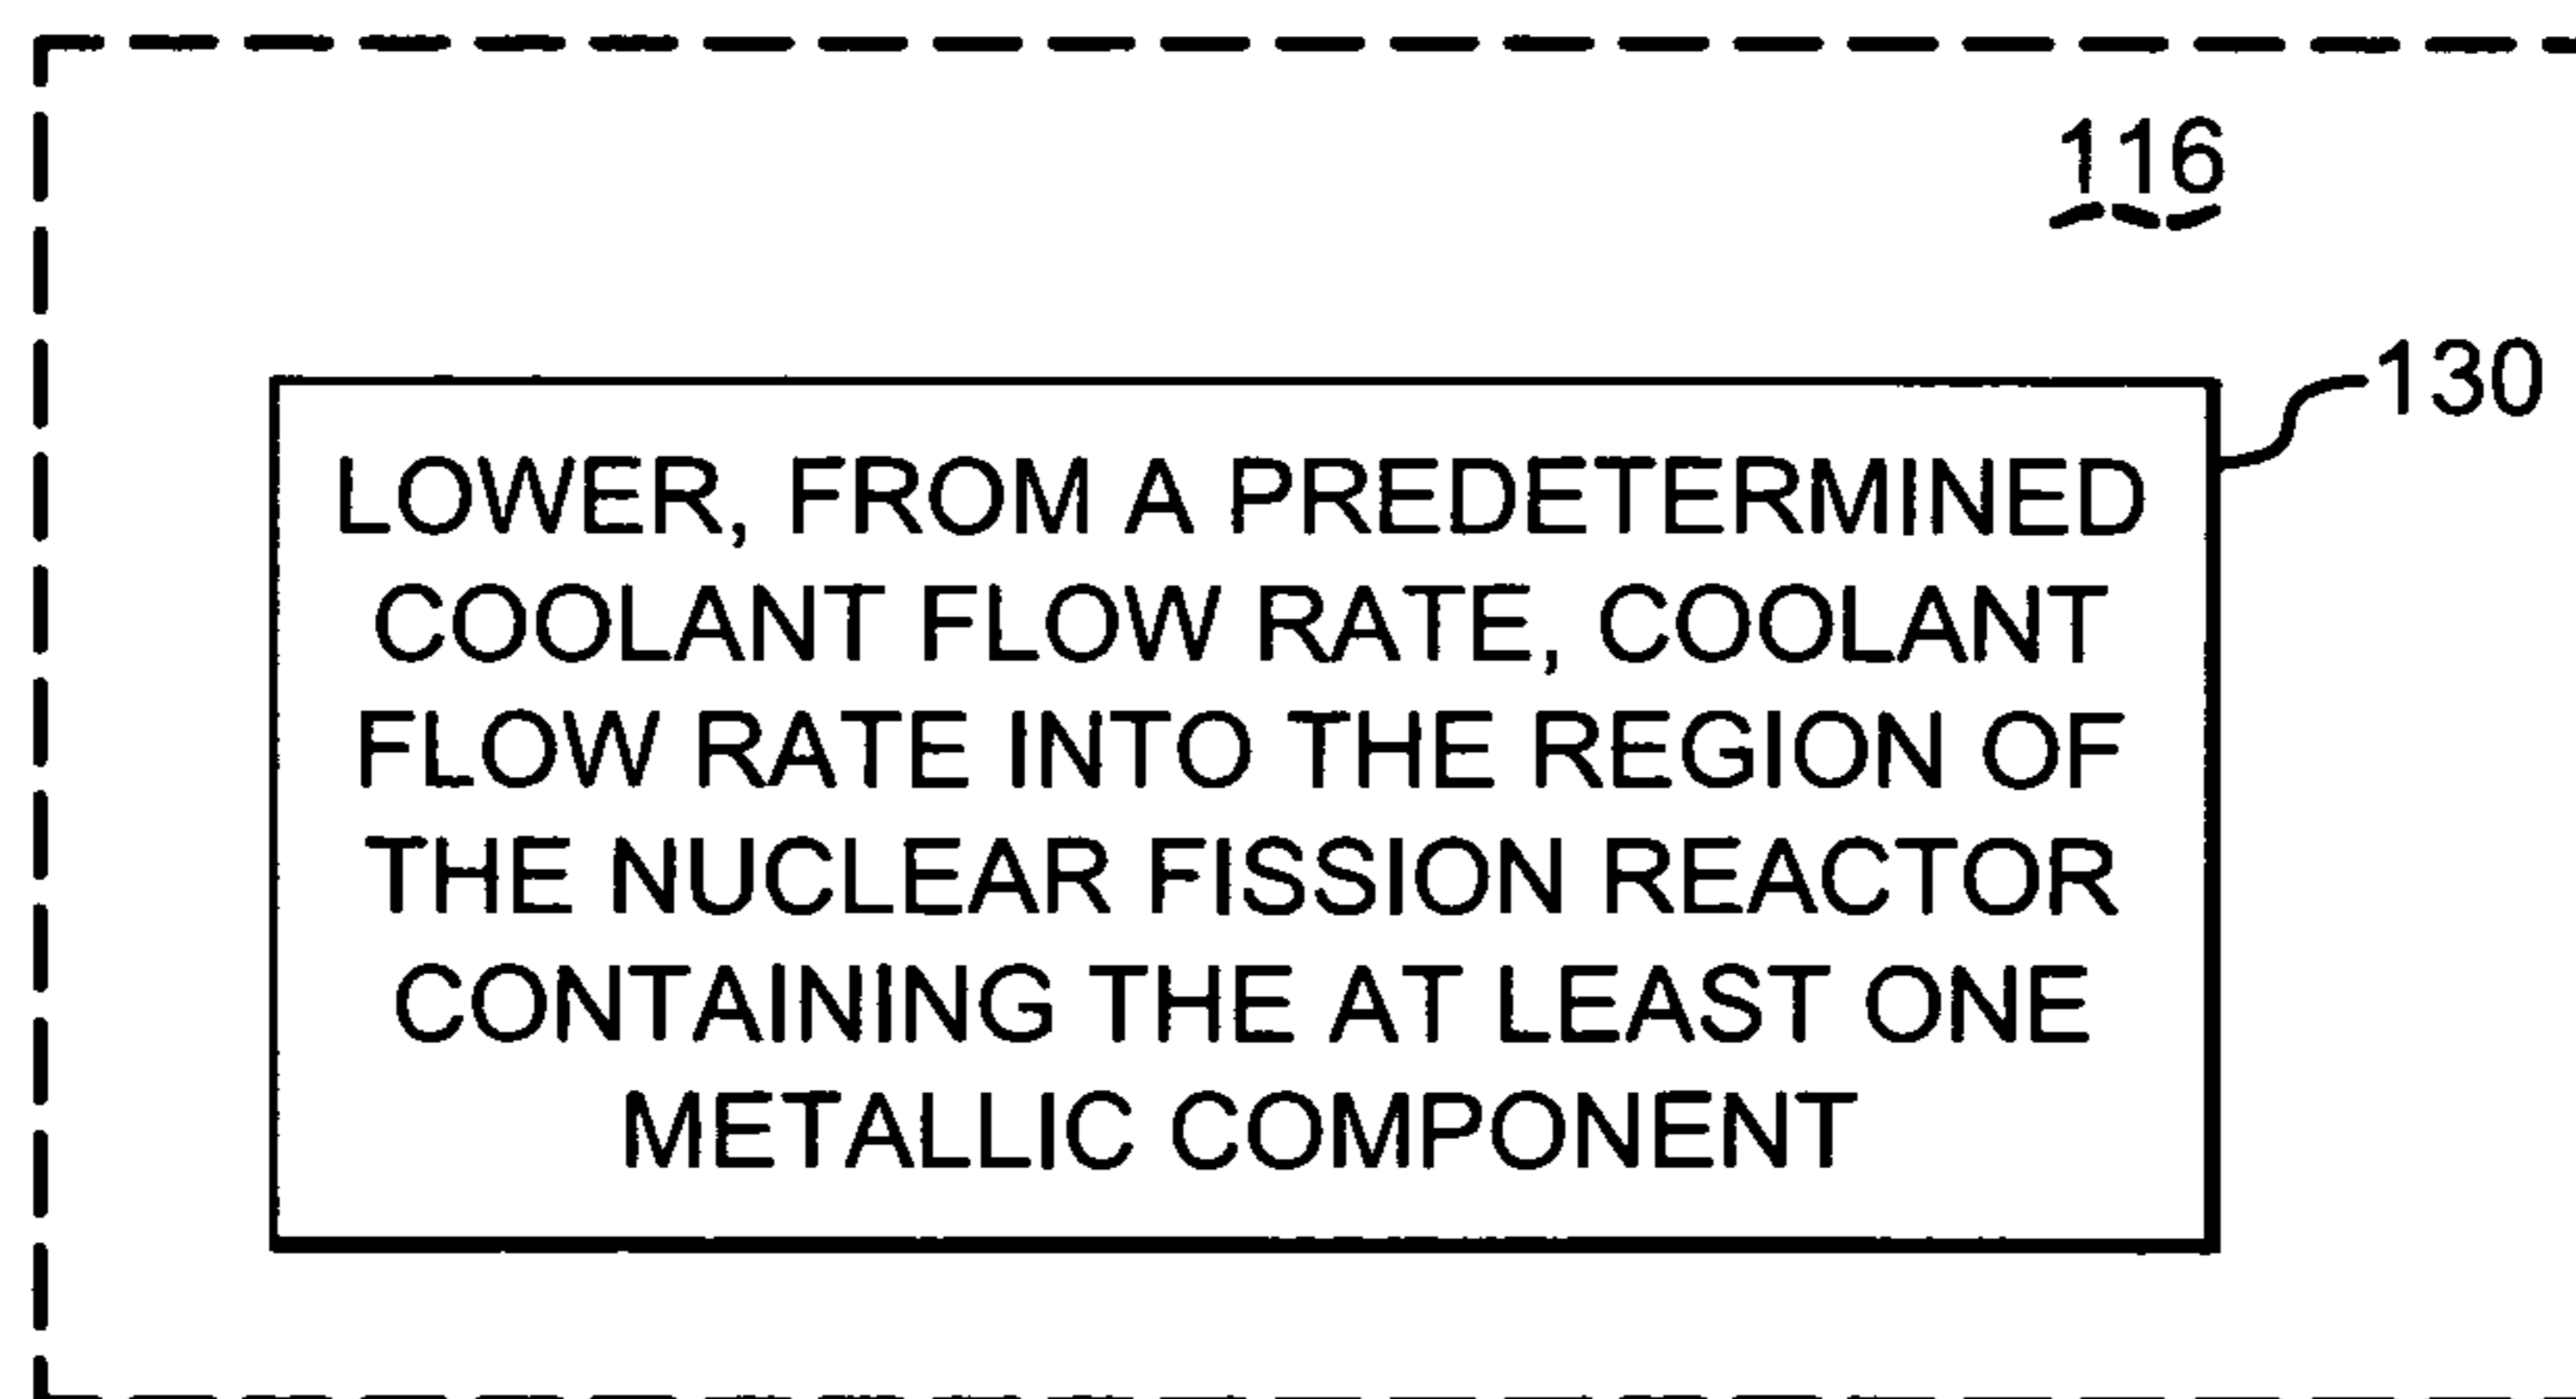 116
130
LOWER, FROM A PREDETERMINED
COOLANT FLOW RATE, COOLANT
FLOW RATE INTO THE REGION OF
THE NUCLEAR FISSION REACTOR
CONTAINING THE AT LEAST ONE
METALLIC COMPONENT